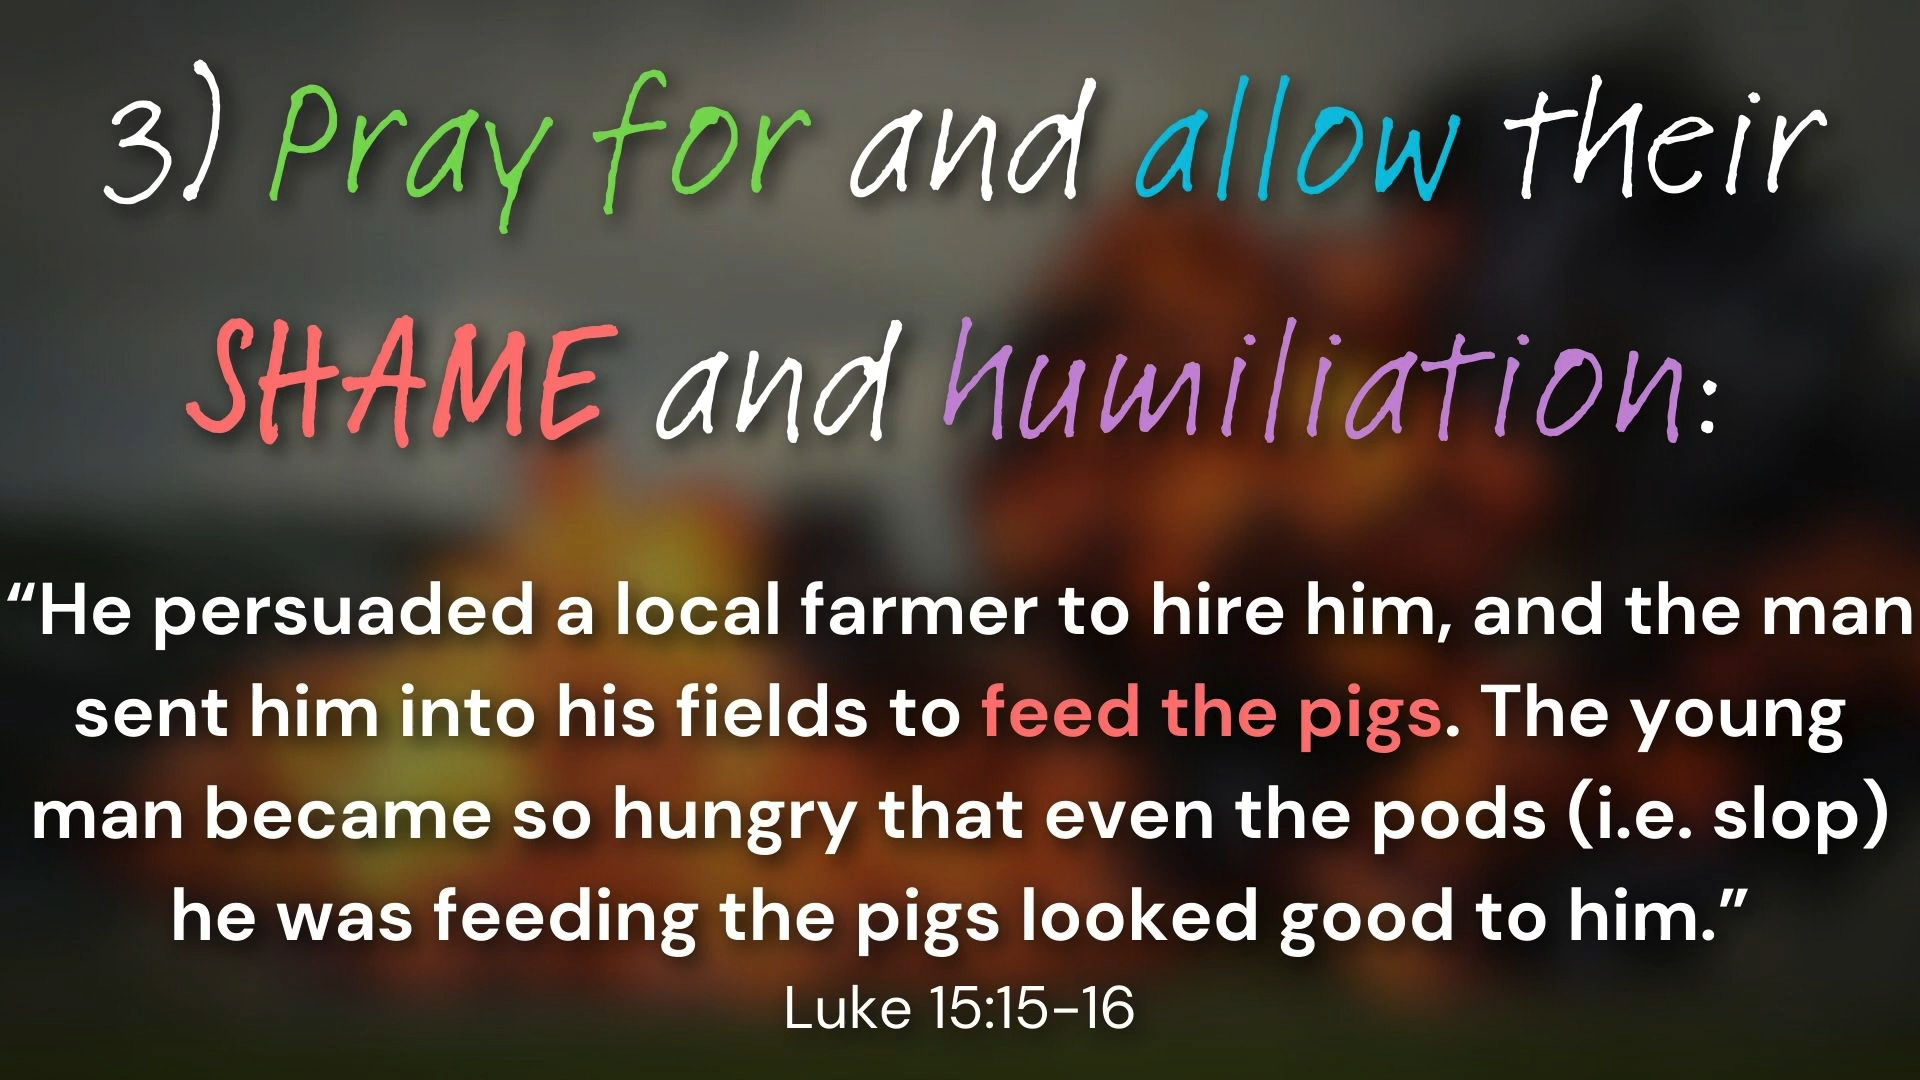 3) Pray for and allow their
SHAME and humiliation:
“He persuaded a local farmer to hire him, and the man
sent him into his fields to feed the pigs. The young
man became so hungry that even the pods (i.e. slop)
he was feeding the pigs looked good to him.”
Luke 15:15-16